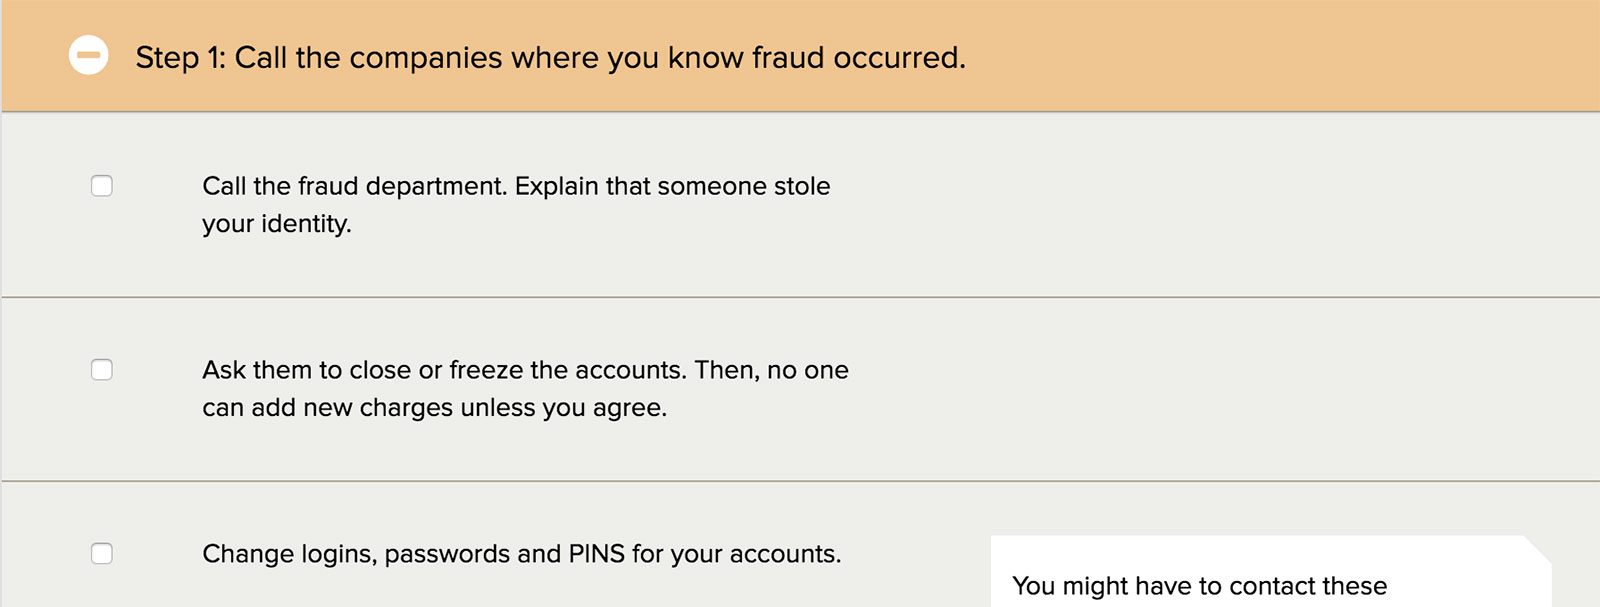 Step 1: Call the companies where you know fraud occurred.
Call the fraud department. Explain that someone stole
your identity.
Ask them to close or freeze the accounts. Then, no one
can add new charges unless you agree.
Change logins, passwords and PINS for your accounts.
You might have to contact these